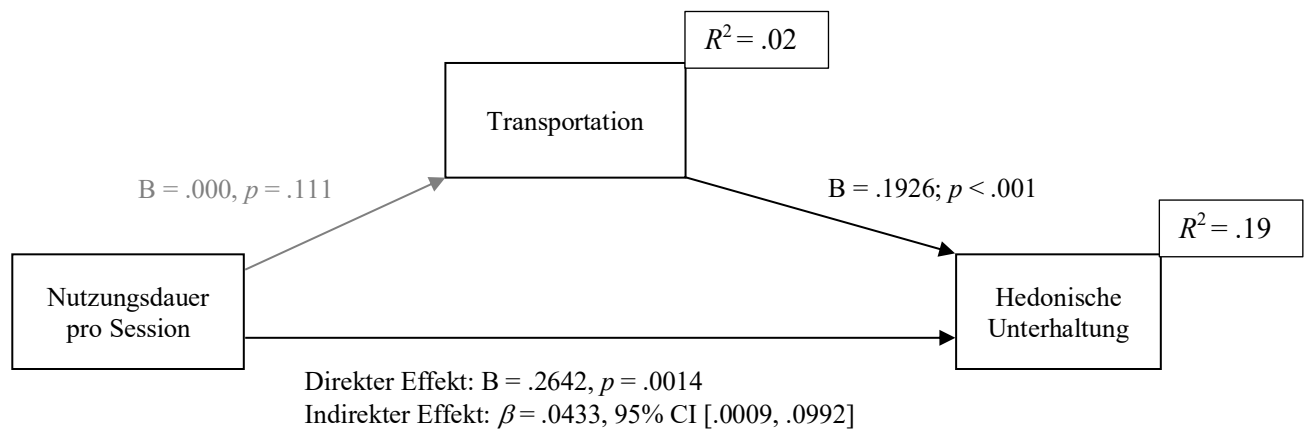 R² = .02
Transportation
B = .000, p = .111
B = .1926; p < .001
R² = .19
Nutzungsdauer
pro Session
Hedonische
Unterhaltung
Direkter Effekt: B = .2642, p = .0014
Indirekter Effekt: β = .0433, 95% CI [.0009, .0992]